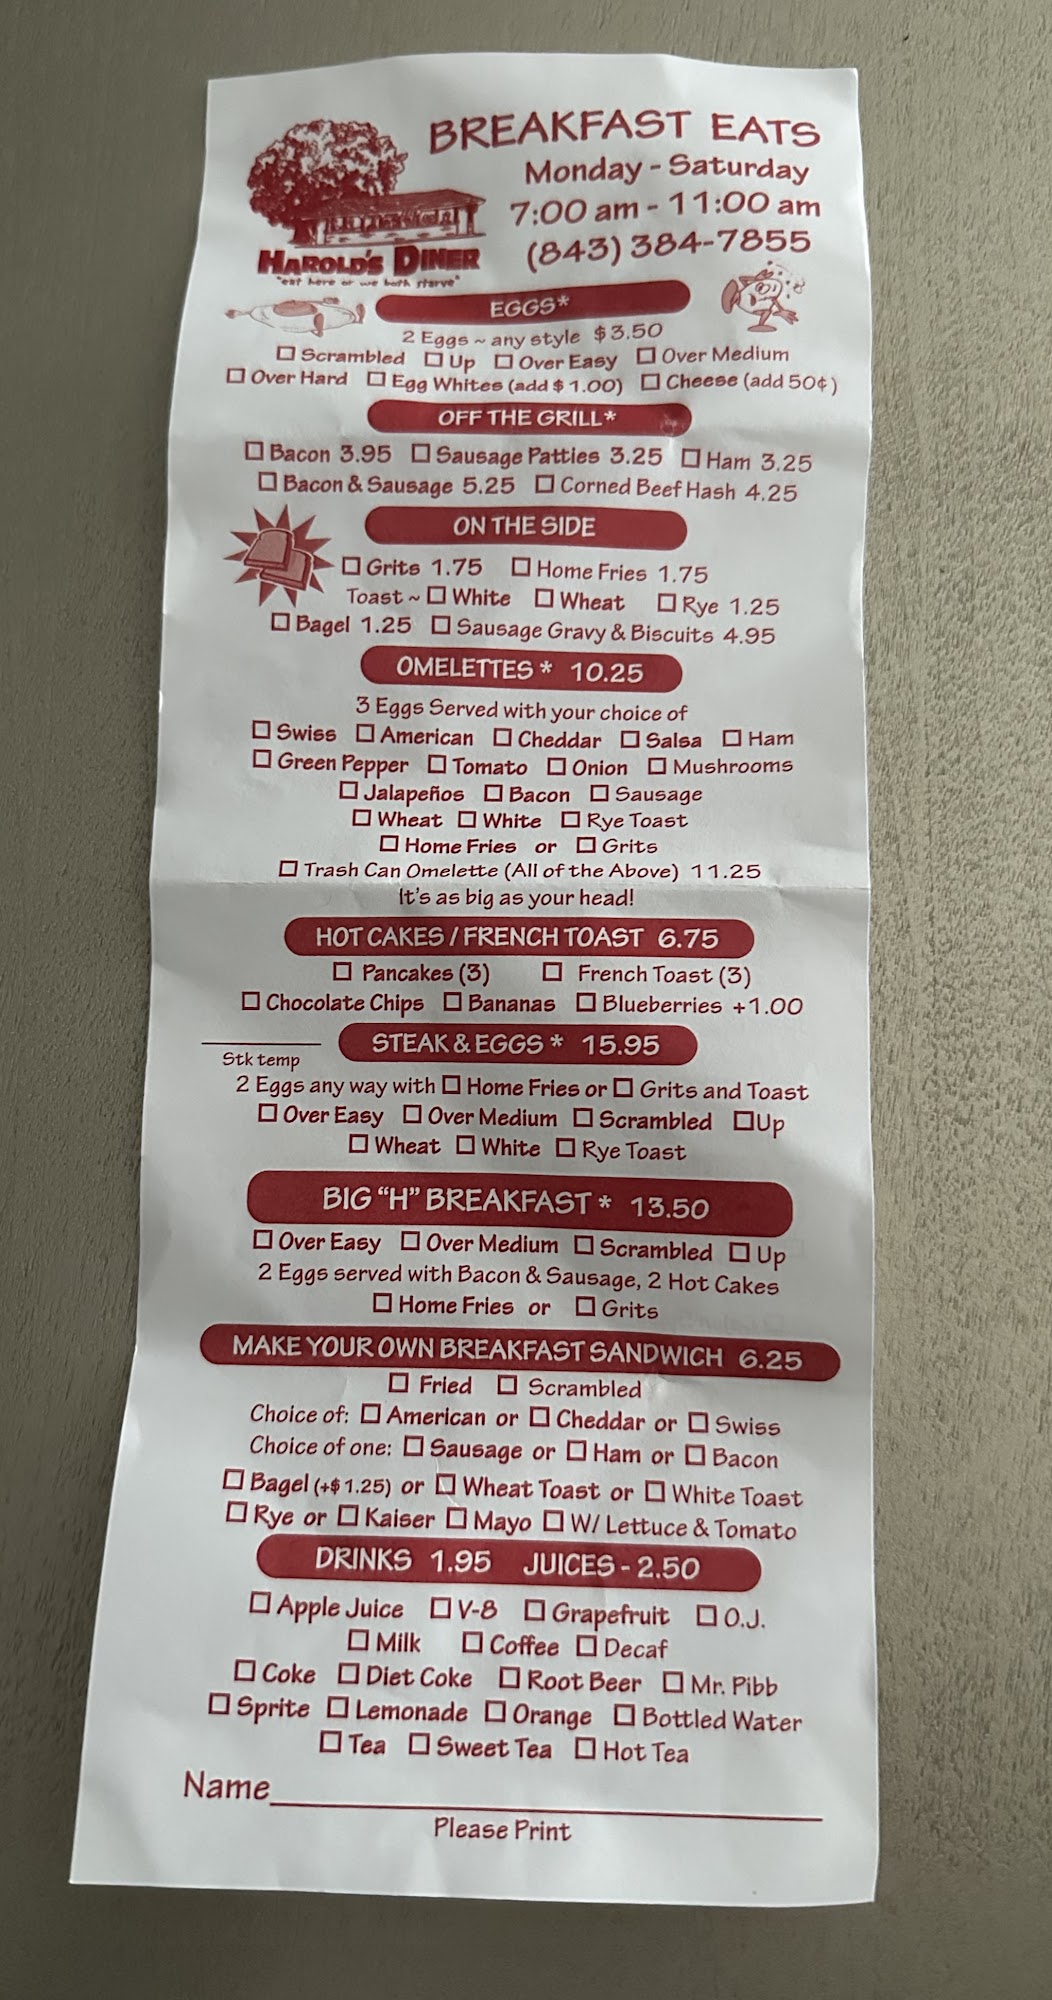 BREAKFAST EATS
Monday - Saturday
7:00 am - 11:00 am
(843) 384-7855
HAROLD'S DINER
"eat here or we both starve"
EGGS*
2 Eggs ~ any style $3.50
☐ Scrambled ☐ Up ☐ Over Easy ☐ Over Medium
☐ Over Hard ☐ Egg Whites (add $1.00) ☐ Cheese (add 50¢)
OFF THE GRILL*
☐ Bacon 3.95 ☐ Sausage Patties 3.25 ☐ Ham 3.25
☐ Bacon & Sausage 5.25 ☐ Corned Beef Hash 4.25
ON THE SIDE
☐ Grits 1.75 ☐ Home Fries 1.75
Toast ~ ☐ White ☐ Wheat ☐ Rye 1.25
☐ Bagel 1.25 ☐ Sausage Gravy & Biscuits 4.95
OMELETTES * 10.25
3 Eggs Served with your choice of
☐ Swiss ☐ American ☐ Cheddar ☐ Salsa ☐ Ham
☐ Green Pepper ☐ Tomato ☐ Onion ☐ Mushrooms
☐ Jalapeños ☐ Bacon ☐ Sausage
☐ Wheat ☐ White ☐ Rye Toast
☐ Home Fries or ☐ Grits
☐ Trash Can Omelette (All of the Above) 11.25
It's as big as your head!
HOT CAKES / FRENCH TOAST 6.75
☐ Pancakes (3) ☐ French Toast (3)
☐ Chocolate Chips ☐ Bananas ☐ Blueberries +1.00
STEAK & EGGS * 15.95
Stk temp
2 Eggs any way with ☐ Home Fries or ☐ Grits and Toast
☐ Over Easy ☐ Over Medium ☐ Scrambled ☐ Up
☐ Wheat ☐ White ☐ Rye Toast
BIG "H" BREAKFAST * 13.50
☐ Over Easy ☐ Over Medium ☐ Scrambled ☐ Up
2 Eggs served with Bacon & Sausage, 2 Hot Cakes
☐ Home Fries or ☐ Grits
MAKE YOUR OWN BREAKFAST SANDWICH 6.25
☐ Fried ☐ Scrambled
Choice of: ☐ American or ☐ Cheddar or ☐ Swiss
Choice of one: ☐ Sausage or ☐ Ham or ☐ Bacon
☐ Bagel (+$1.25) or ☐ Wheat Toast or ☐ White Toast
☐ Rye or ☐ Kaiser ☐ Mayo ☐ W/ Lettuce & Tomato
DRINKS 1.95 JUICES - 2.50
☐ Apple Juice ☐ V-8 ☐ Grapefruit ☐ O.J.
☐ Milk ☐ Coffee ☐ Decaf
☐ Coke ☐ Diet Coke ☐ Root Beer ☐ Mr. Pibb
☐ Sprite ☐ Lemonade ☐ Orange ☐ Bottled Water
☐ Tea ☐ Sweet Tea ☐ Hot Tea
Name
Please Print